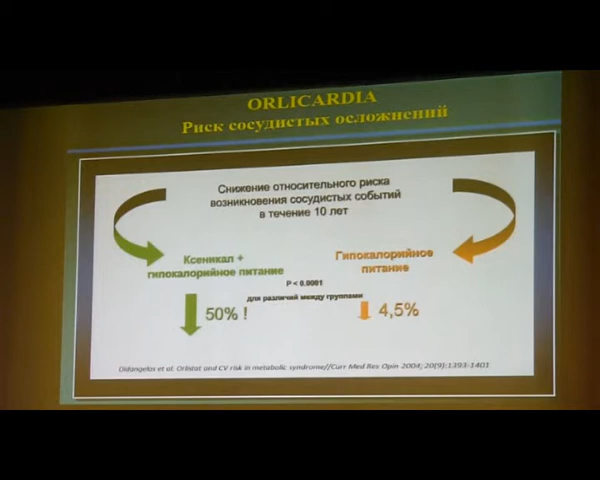 ORLICARDIA
Риск сосудистых осложнений
Снижение относительного риска
возникновения сосудистых событий
в течение 10 лет
Ксеникал +
гипокалорийное питание
Гипокалорийное
питание
P < 0.0001
для различий между группами
50% !
4,5%
Didangelos et al. Orlistat and CV risk in metabolic syndrome//Curr Med Res Opin 2004; 20(9):1393-1401